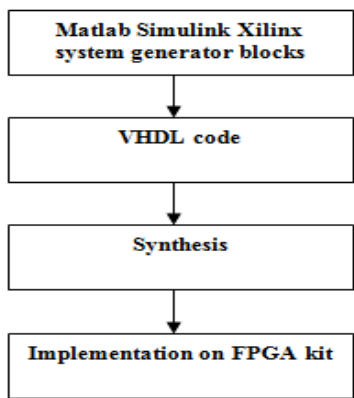 Matlab Simulink Xilinx
system generator blocks
VHDL code
Synthesis
Implementation on FPGA kit